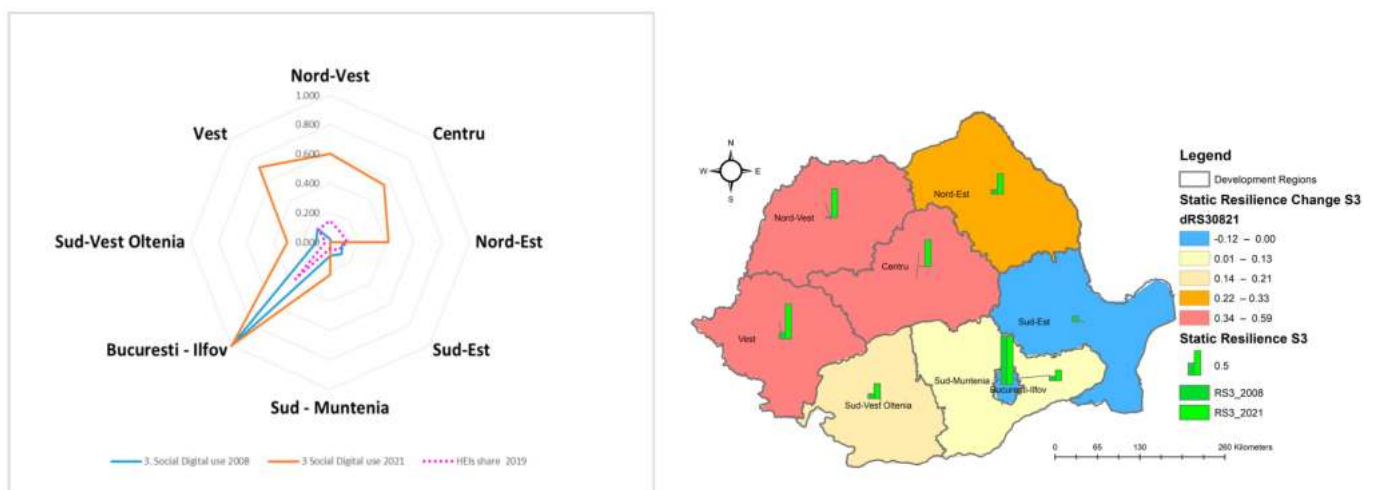 Nord-Vest
1.000
Vest
0.800
Centru
0.600
0.400
0.200
Sud-Vest Oltenia
0.000
Nord-Est
Bucuresti - Ilfov
Sud-Est
Sud - Muntenia
3. Social Digital use 2008
3 Social Digital use 2021
HEIs share 2019
N
W
E
S
Nord-Est
Nord-Vest
Centru
Sud-Est
Vest
Sud-Muntenia
Bucuresti-Ilfov
Sud-Vest Oltenia
Legend
Development Regions
Static Resilience Change S3
dRS30821
-0.12 – 0.00
0.01 – 0.13
0.14 – 0.21
0.22 – 0.33
0.34 – 0.59
Static Resilience S3
0.5
RS3_2008
RS3_2021
0 65 130 260 Kilometers